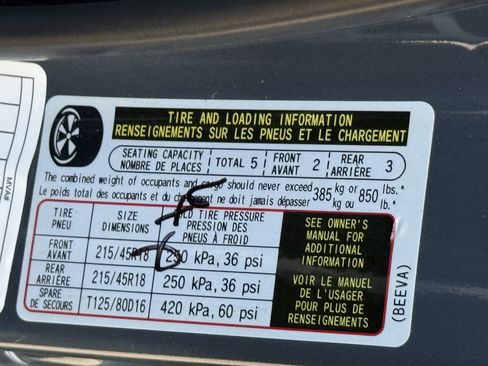 TIRE AND LOADING INFORMATION
RENSEIGNEMENTS SUR LES PNEUS ET LE CHARGEMENT
SEATING CAPACITY
NOMBRE DE PLACES
TOTAL 5
FRONT
AVANT 2
REAR
ARRIÈRE 3
The combined weight of occupants and cargo should never exceed 385 kg or 850 lbs.
Le poids total des occupants et du chargement ne doit jamais dépasser 385 kg ou 850 lb.
TIRE
PNEU
SIZE
DIMENSIONS
COLD TIRE PRESSURE
PRESSION DES
PNEUS À FROID
FRONT
AVANT
215/45R18
250 kPa, 36 psi
REAR
ARRIÈRE
215/45R18
250 kPa, 36 psi
SPARE
DE SECOURS
T125/80D16
420 kPa, 60 psi
SEE OWNER'S
MANUAL FOR
ADDITIONAL
INFORMATION
VOIR LE MANUEL
DE L'USAGER
POUR PLUS DE
RENSEIGNEMENTS
(BEEVA)
MVAB